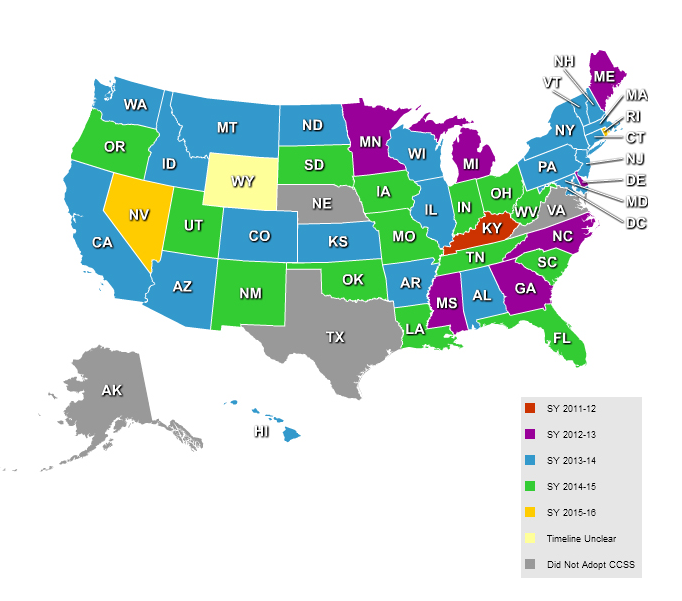 NH
ME
VT
MA
WA
RI
MT
ND
MN
NY
CT
OR
WI
ID
SD
MI
NJ
PA
WY
DE
IA
OH
NE
MD
NV
IL
IN
WV
VA
UT
DC
KY
CA
CO
KS
MO
NC
TN
SC
OK
AZ
NM
AR
GA
MS
AL
LA
TX
FL
AK
HI
SY 2011-12
SY 2012-13
SY 2013-14
SY 2014-15
SY 2015-16
Timeline Unclear
Did Not Adopt CCSS